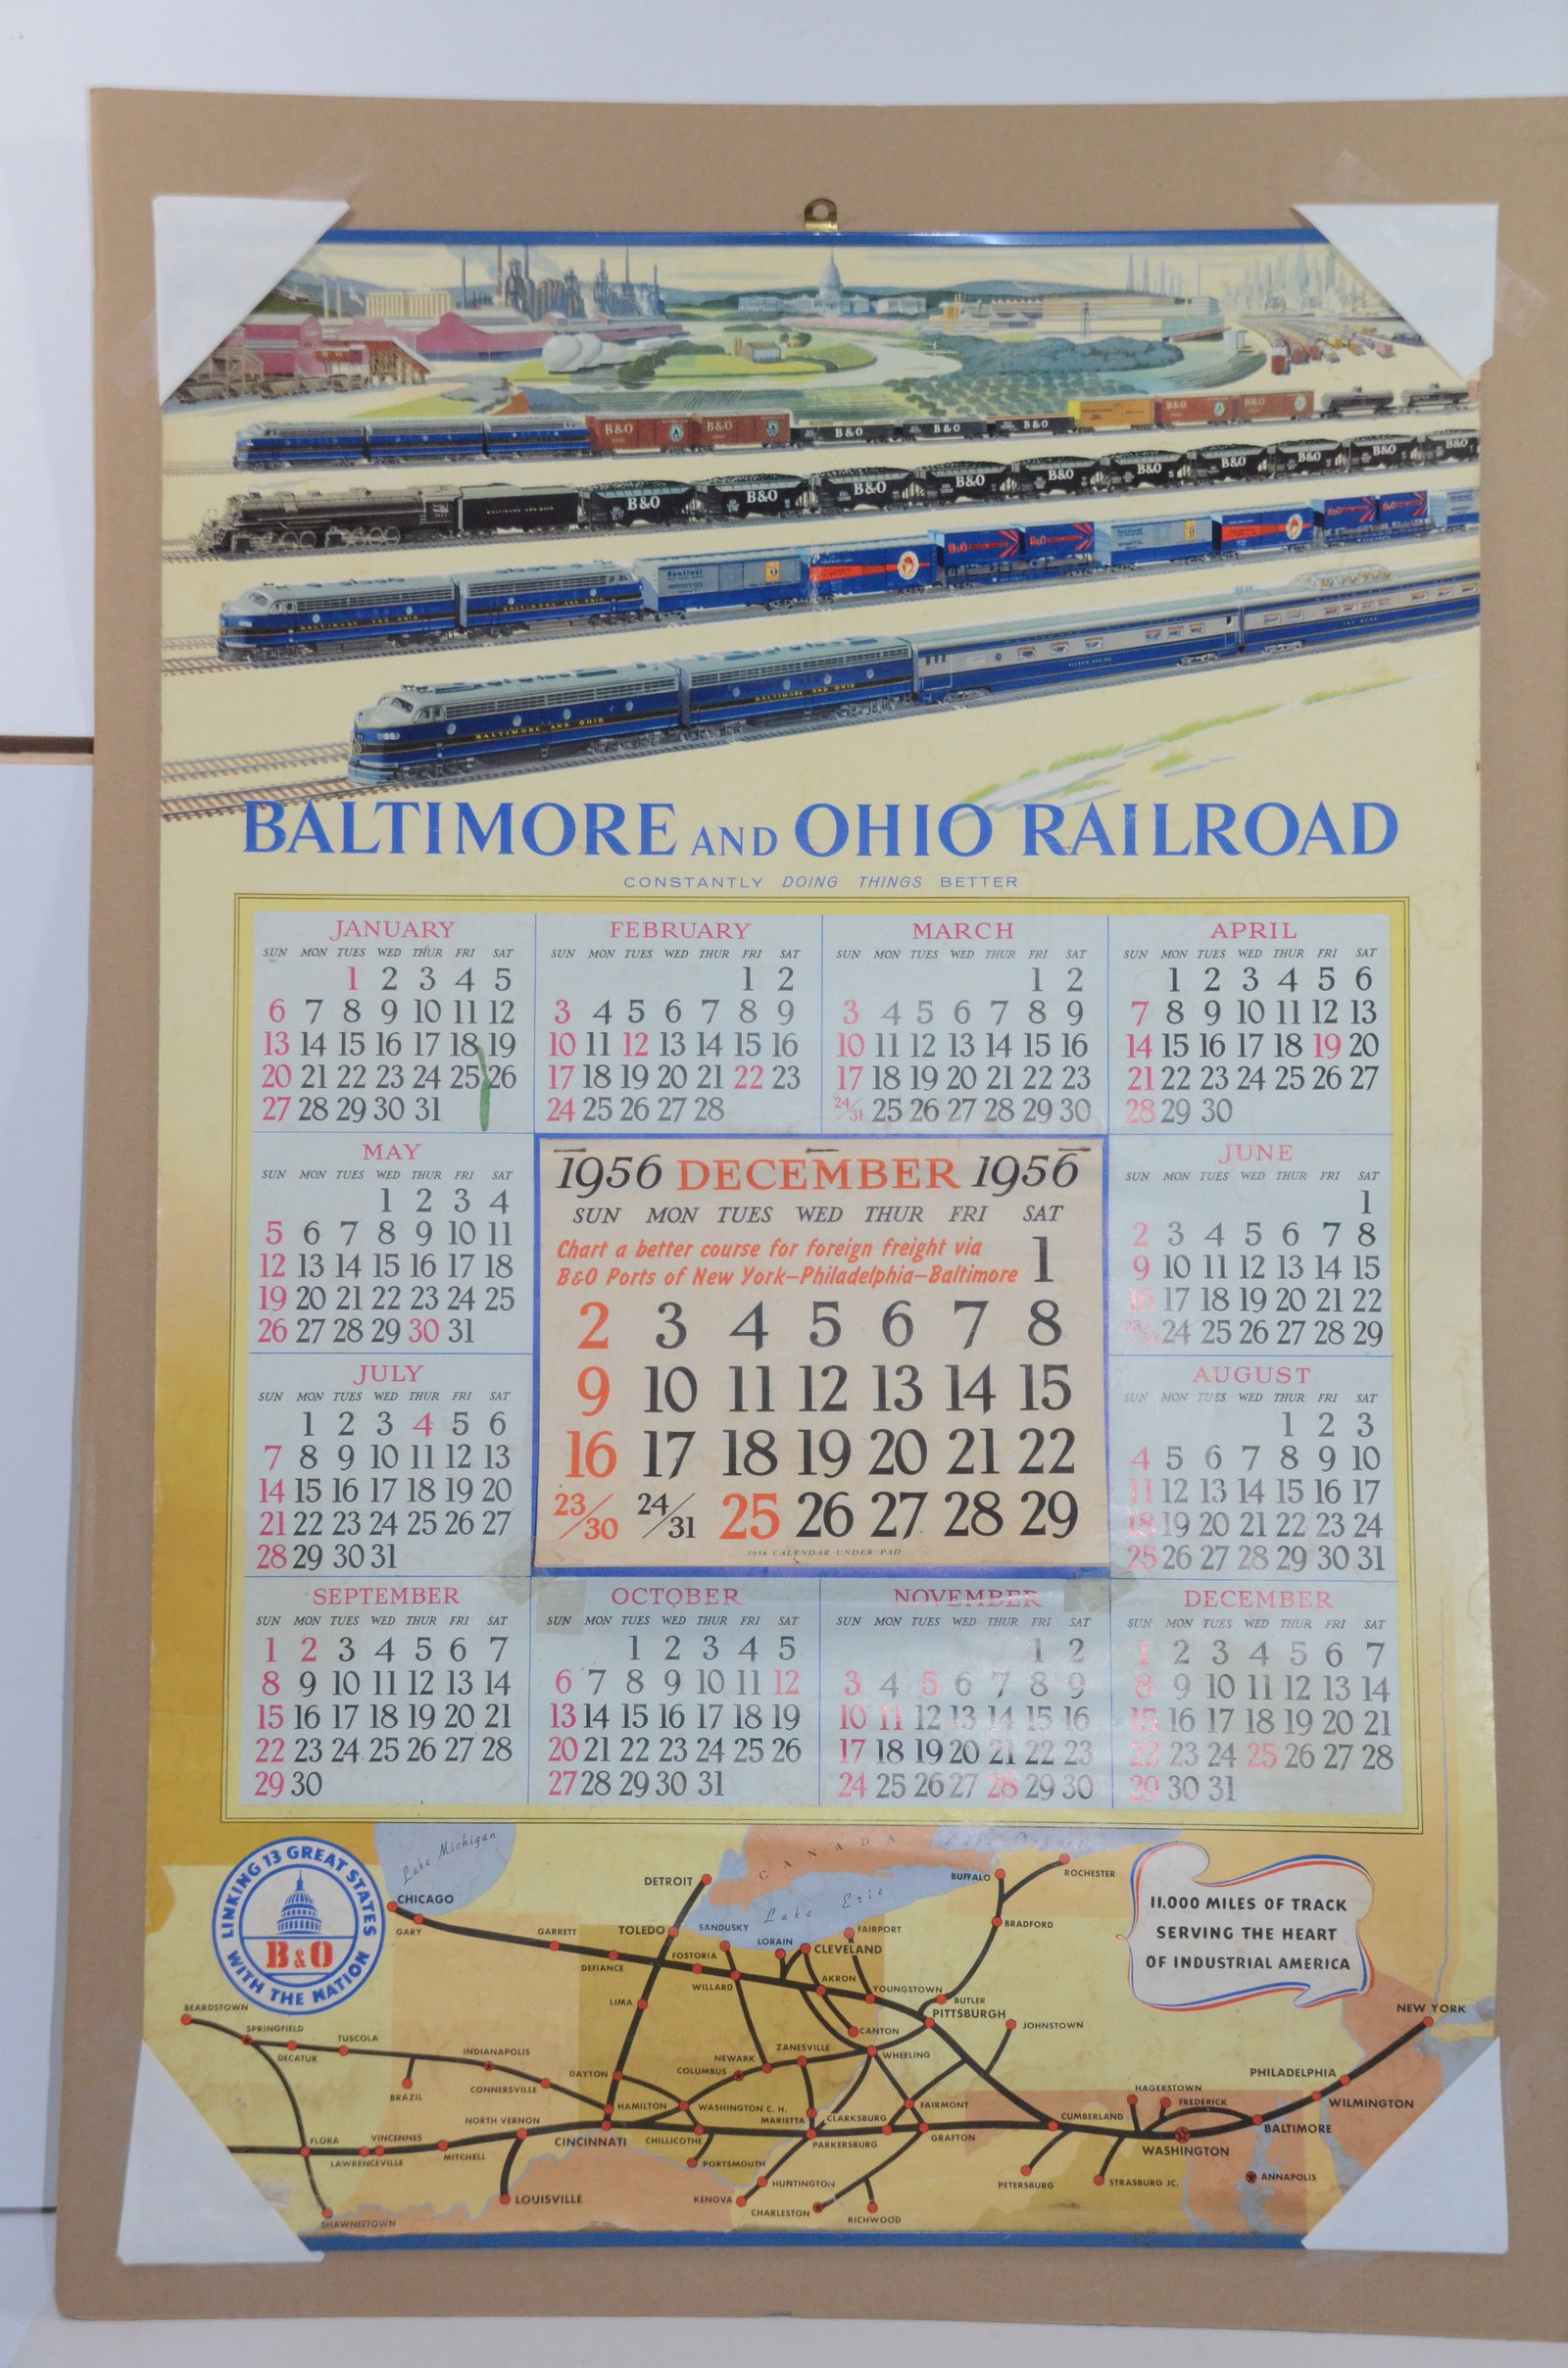 B&O B&O B&O B&O B&O B&O B&O
BALTIMORE AND OHIO B&O B&O B&O B&O B&O B&O B&O B&O B&O
Sentinel B&O B&O B&O B&O
BALTIMORE AND OHIO BALTIMORE AND OHIO
BALTIMORE AND OHIO BALTIMORE AND OHIO
BALTIMORE AND OHIO RAILROAD
CONSTANTLY DOING THINGS BETTER
JANUARY
SUN MON TUES WED THUR FRI SAT
1 2 3 4 5
6 7 8 9 10 11 12
13 14 15 16 17 18 19
20 21 22 23 24 25 26
27 28 29 30 31
FEBRUARY
SUN MON TUES WED THUR FRI SAT
1 2
3 4 5 6 7 8 9
10 11 12 13 14 15 16
17 18 19 20 21 22 23
24 25 26 27 28
MARCH
SUN MON TUES WED THUR FRI SAT
1 2
3 4 5 6 7 8 9
10 11 12 13 14 15 16
17 18 19 20 21 22 23
24/31 25 26 27 28 29 30
APRIL
SUN MON TUES WED THUR FRI SAT
1 2 3 4 5 6
7 8 9 10 11 12 13
14 15 16 17 18 19 20
21 22 23 24 25 26 27
28 29 30
MAY
SUN MON TUES WED THUR FRI SAT
1 2 3 4
5 6 7 8 9 10 11
12 13 14 15 16 17 18
19 20 21 22 23 24 25
26 27 28 29 30 31
1956 DECEMBER 1956
SUN MON TUES WED THUR FRI SAT
Chart a better course for foreign freight via
B&O Ports of New York–Philadelphia–Baltimore 1
2 3 4 5 6 7 8
9 10 11 12 13 14 15
16 17 18 19 20 21 22
23/30 24/31 25 26 27 28 29
1958 CALENDAR UNDER PAD
JUNE
SUN MON TUES WED THUR FRI SAT
1
2 3 4 5 6 7 8
9 10 11 12 13 14 15
16 17 18 19 20 21 22
23/30 24 25 26 27 28 29
JULY
SUN MON TUES WED THUR FRI SAT
1 2 3 4 5 6
7 8 9 10 11 12 13
14 15 16 17 18 19 20
21 22 23 24 25 26 27
28 29 30 31
AUGUST
SUN MON TUES WED THUR FRI SAT
1 2 3
4 5 6 7 8 9 10
11 12 13 14 15 16 17
18 19 20 21 22 23 24
25 26 27 28 29 30 31
SEPTEMBER
SUN MON TUES WED THUR FRI SAT
1 2 3 4 5 6 7
8 9 10 11 12 13 14
15 16 17 18 19 20 21
22 23 24 25 26 27 28
29 30
OCTOBER
SUN MON TUES WED THUR FRI SAT
1 2 3 4 5
6 7 8 9 10 11 12
13 14 15 16 17 18 19
20 21 22 23 24 25 26
27 28 29 30 31
NOVEMBER
SUN MON TUES WED THUR FRI SAT
1 2
3 4 5 6 7 8 9
10 11 12 13 14 15 16
17 18 19 20 21 22 23
24 25 26 27 28 29 30
DECEMBER
SUN MON TUES WED THUR FRI SAT
1 2 3 4 5 6 7
8 9 10 11 12 13 14
15 16 17 18 19 20 21
22 23 24 25 26 27 28
29 30 31
LINKING 13 GREAT STATES
B&O
WITH THE NATION
Lake Michigan
CANADA
Lake Erie
11,000 MILES OF TRACK
SERVING THE HEART
OF INDUSTRIAL AMERICA
CHICAGO
GARY
GARRETT
DEFIANCE
DETROIT
TOLEDO
SANDUSKY
FOSTORIA
WILLARD
LORAIN
CLEVELAND
FAIRPORT
AKRON
YOUNGSTOWN
BUFFALO
ROCHESTER
BRADFORD
BUTLER
PITTSBURGH
JOHNSTOWN
LIMA
CANTON
ZANESVILLE
WHEELING
NEWARK
COLUMBUS
BEARDSTOWN
SPRINGFIELD
DECATUR
TUSCOLA
BRAZIL
INDIANAPOLIS
CONNERSVILLE
DAYTON
HAMILTON
WASHINGTON C. H.
MARIETTA
CLARKSBURG
FAIRMONT
NORTH VERNON
CINCINNATI
CHILLICOTHE
PARKERSBURG
GRAFTON
CUMBERLAND
HAGERSTOWN
FREDERICK
WASHINGTON
BALTIMORE
WILMINGTON
PHILADELPHIA
NEW YORK
ANNAPOLIS
FLORA
LAWRENCEVILLE
VINCENNES
MITCHELL
LOUISVILLE
SHAWNEETOWN
PORTSMOUTH
HUNTINGTON
KENOVA
CHARLESTON
RICHWOOD
PETERSBURG
STRASBURG JC.